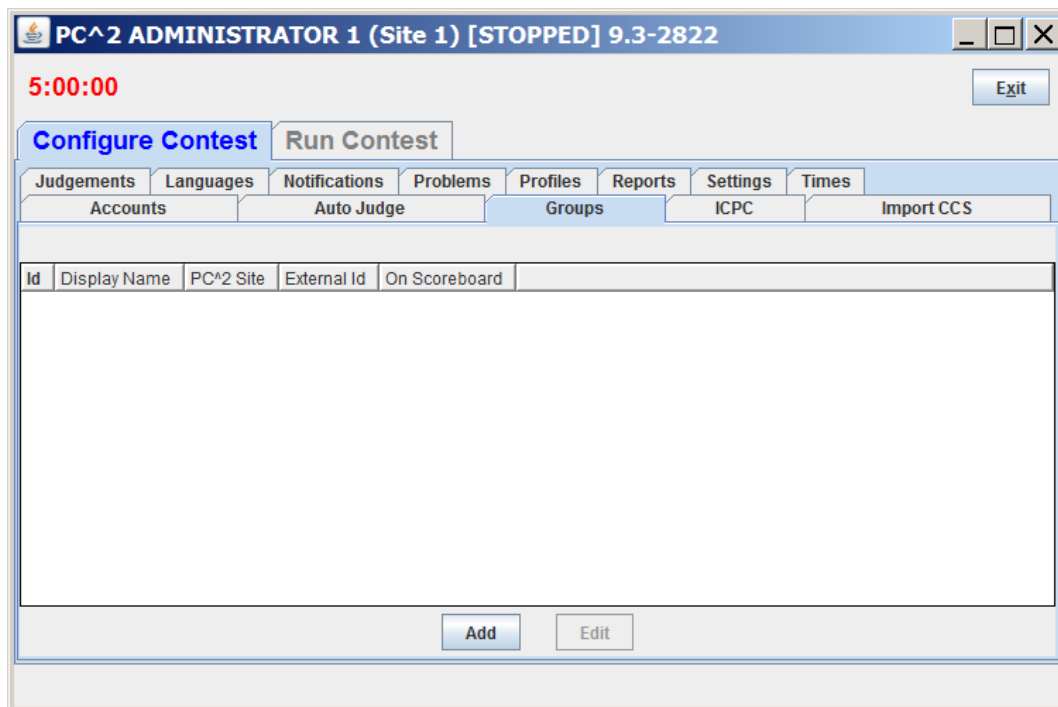 PC^2 ADMINISTRATOR 1 (Site 1) [STOPPED] 9.3-2822
5:00:00 Exit
Configure Contest Run Contest
Judgements Languages Notifications Problems Profiles Reports Settings Times
Accounts Auto Judge Groups ICPC Import CCS
Id Display Name PC^2 Site External Id On Scoreboard
Add Edit